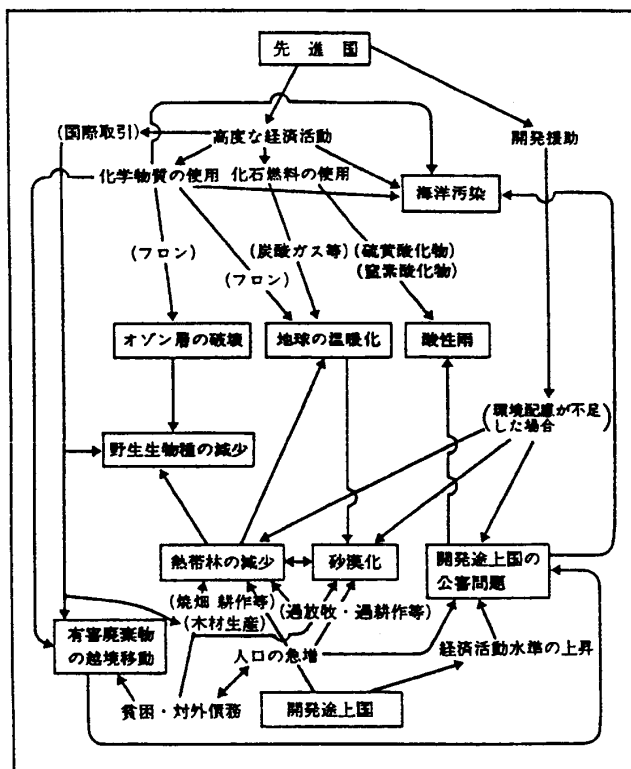 先進国
(国際取引)
高度な経済活動
開発援助
化学物質の使用
化石燃料の使用
海洋汚染
(フロン)
(フロン)
(炭酸ガス等)
(硫黄酸化物)
(窒素酸化物)
オゾン層の破壊
地球の温暖化
酸性雨
(環境配慮が不足
した場合)
野生生物種の減少
熱帯林の減少
砂漠化
開発途上国の
公害問題
(焼畑 耕作等)
(木材生産)
(過放牧・過耕作等)
有害廃棄物
の越境移動
人口の急増
経済活動水準の上昇
貧困・対外債務
開発途上国